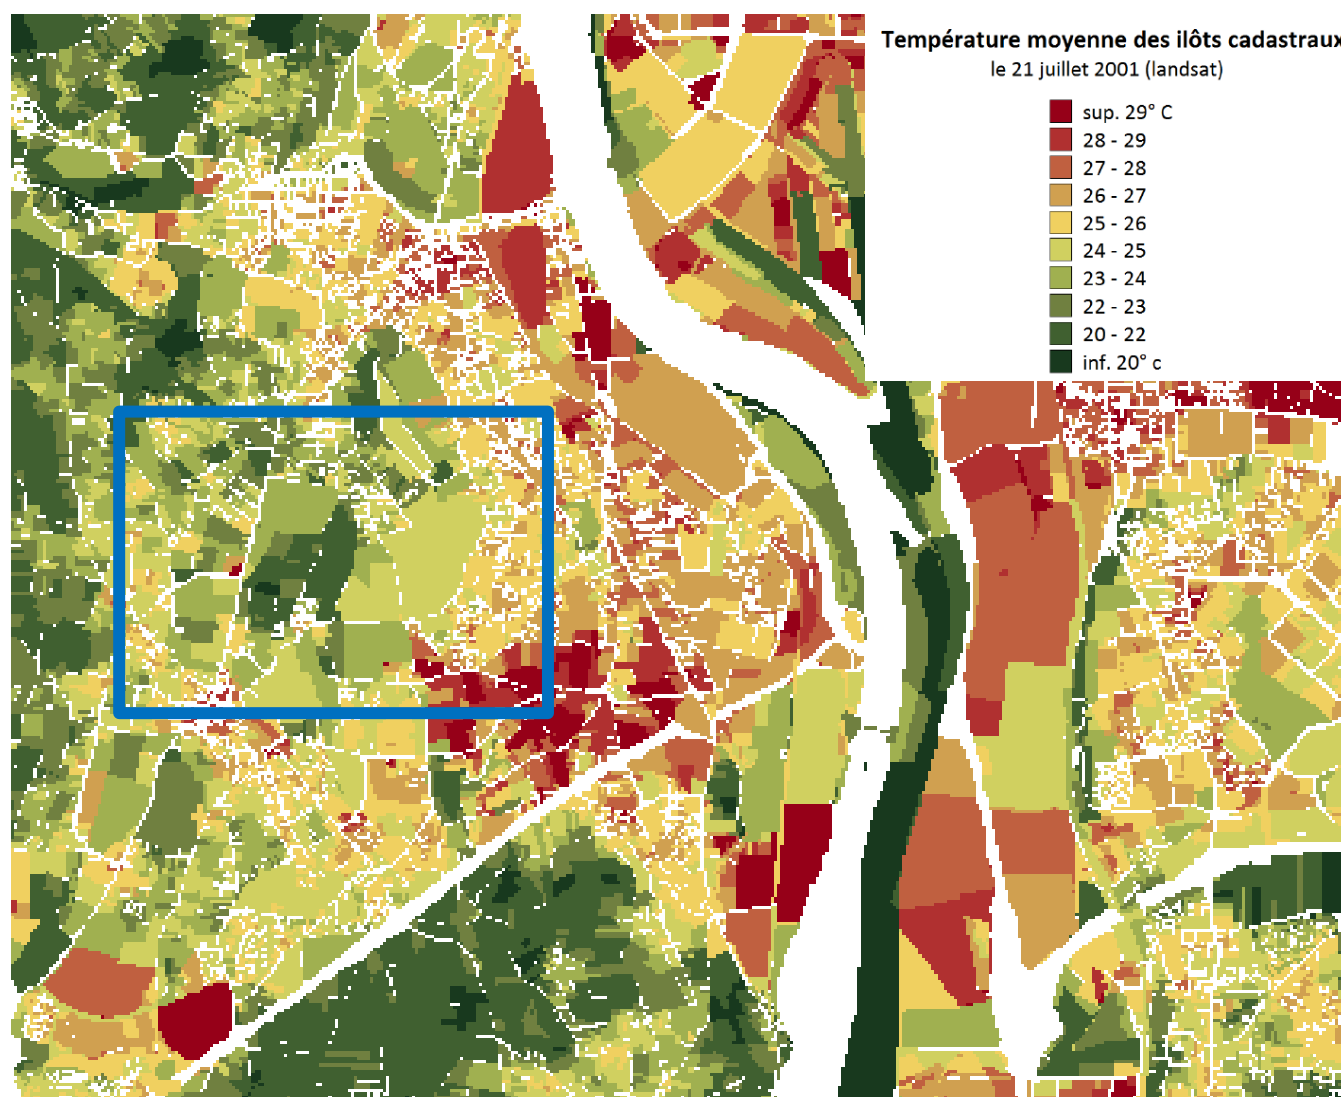 Température moyenne des ilôts cadastraux
le 21 juillet 2001 (landsat)
sup. 29° C
28 - 29
27 - 28
26 - 27
25 - 26
24 - 25
23 - 24
22 - 23
20 - 22
inf. 20° c